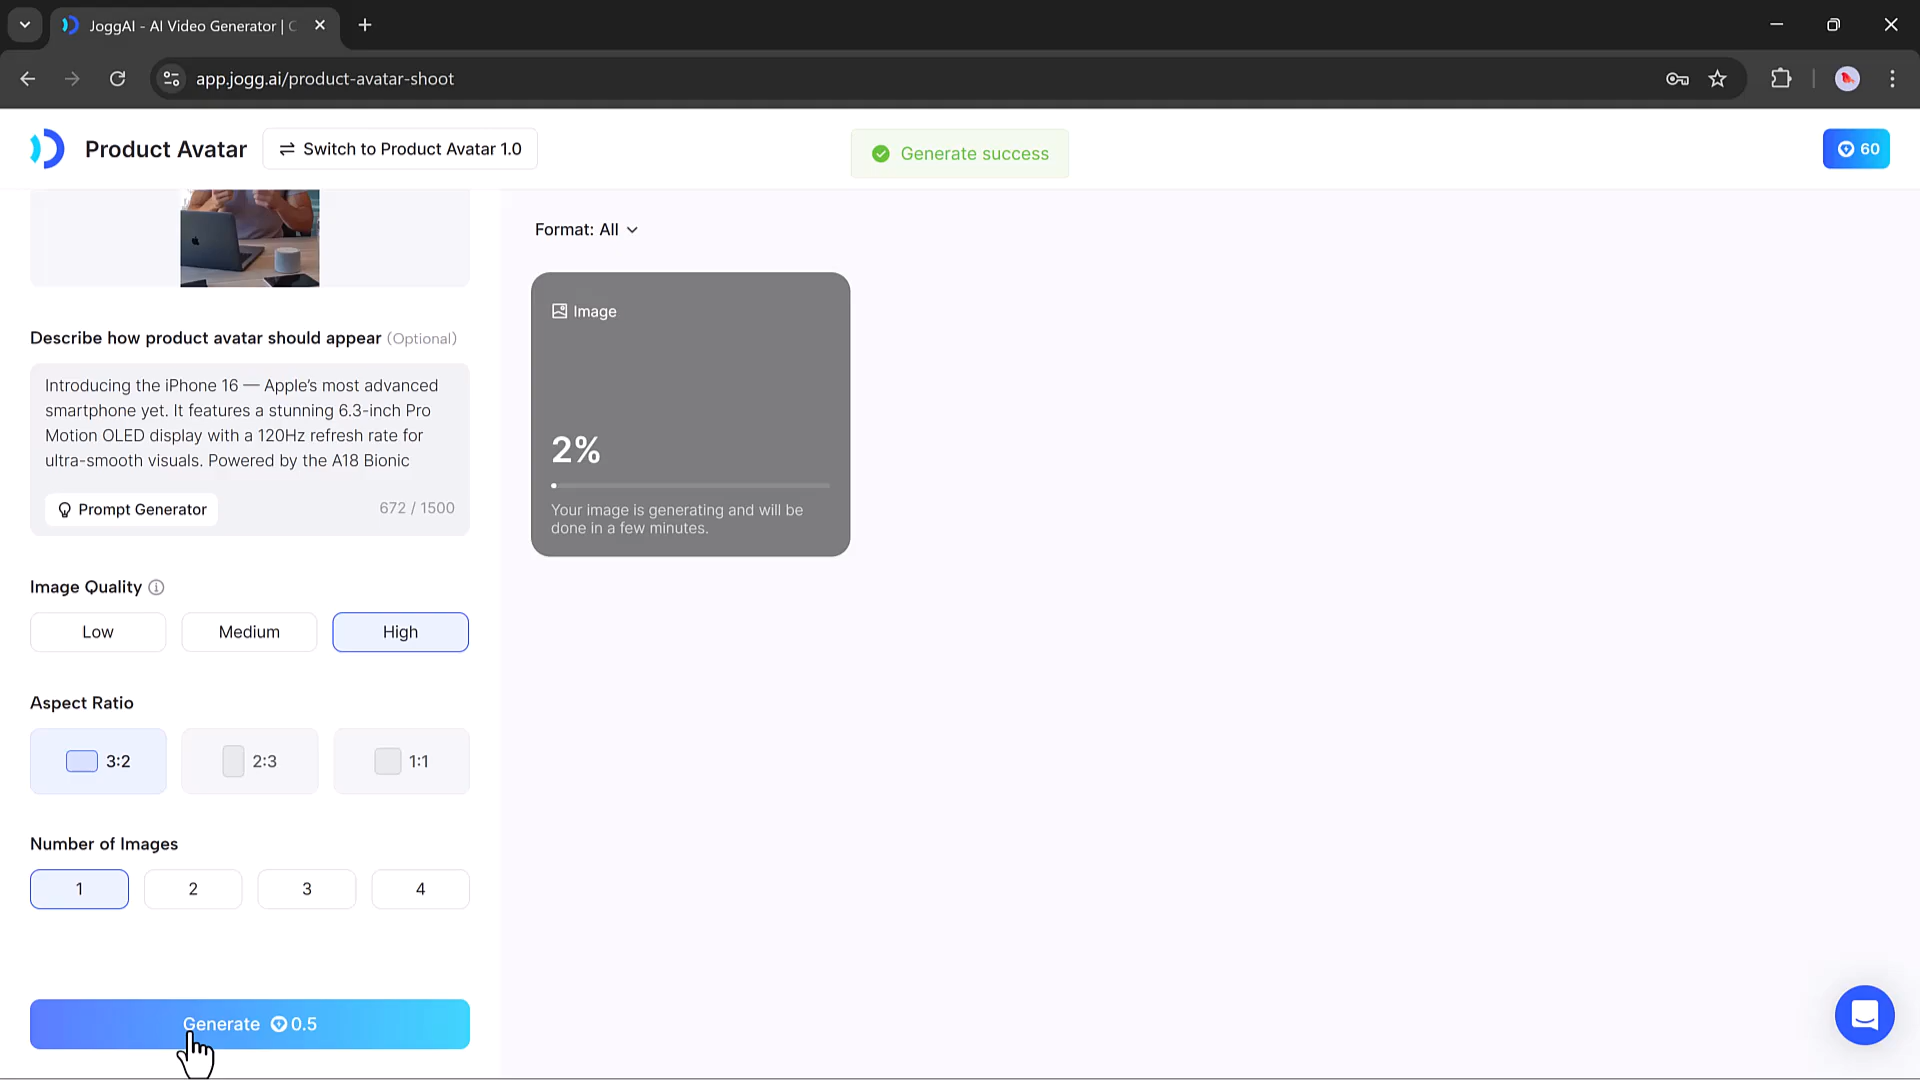 JoggAI - AI Video Generator | C
app.jogg.ai/product-avatar-shoot
Product Avatar
Switch to Product Avatar 1.0
Generate success
60
Format: All
Image
2%
Your image is generating and will be
done in a few minutes.
Describe how product avatar should appear (Optional)
Introducing the iPhone 16 — Apple's most advanced
smartphone yet. It features a stunning 6.3-inch Pro
Motion OLED display with a 120Hz refresh rate for
ultra-smooth visuals. Powered by the A18 Bionic
Prompt Generator
672 / 1500
Image Quality
Low Medium High
Aspect Ratio
3:2 2:3 1:1
Number of Images
1 2 3 4
Generate 0.5